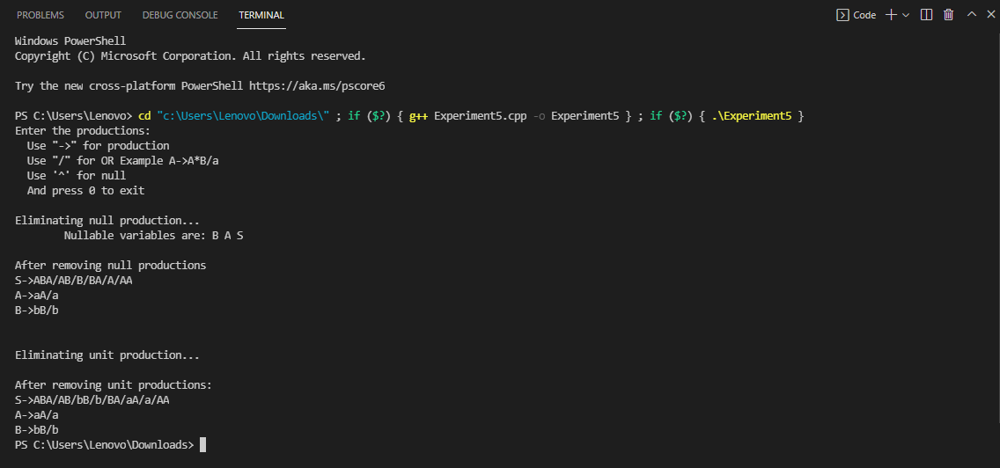 PROBLEMS OUTPUT DEBUG CONSOLE TERMINAL Code
Windows PowerShell
Copyright (C) Microsoft Corporation. All rights reserved.
Try the new cross-platform PowerShell https://aka.ms/pscore6
PS C:\Users\Lenovo> cd "c:\Users\Lenovo\Downloads\" ; if ($?) { g++ Experiment5.cpp -o Experiment5 } ; if ($?) { .\Experiment5 }
Enter the productions:
Use "->" for production
Use "/" for OR Example A->A*B/a
Use '^' for null
And press 0 to exit
Eliminating null production...
Nullable variables are: B A S
After removing null productions
S->ABA/AB/B/BA/A/AA
A->aA/a
B->bB/b
Eliminating unit production...
After removing unit productions:
S->ABA/AB/bB/b/BA/aA/a/AA
A->aA/a
B->bB/b
PS C:\Users\Lenovo\Downloads>